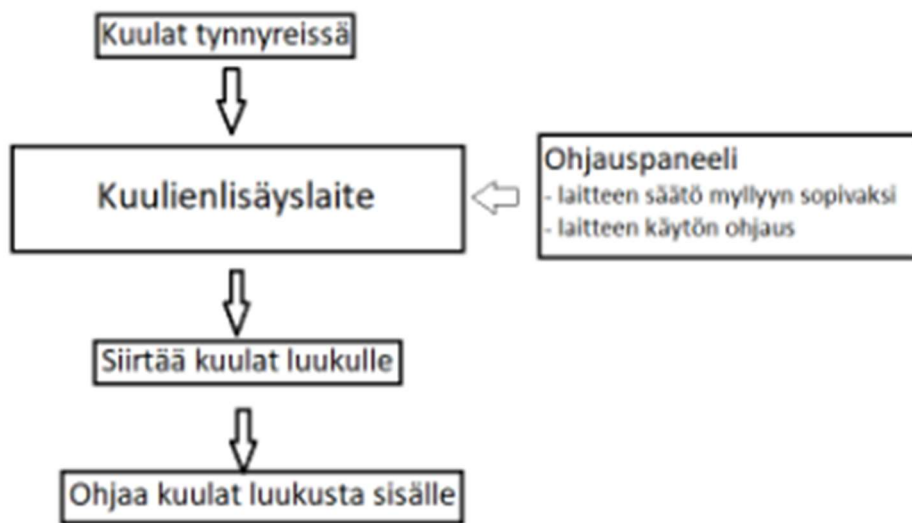 Kuulat tynnyreissä
Kuulienlisäyslaite
Ohjauspaneeli
- laitteen säätö myllyyn sopivaksi
- laitteen käytön ohjaus
Siirtää kuulat luukulle
Ohjaa kuulat luukusta sisälle